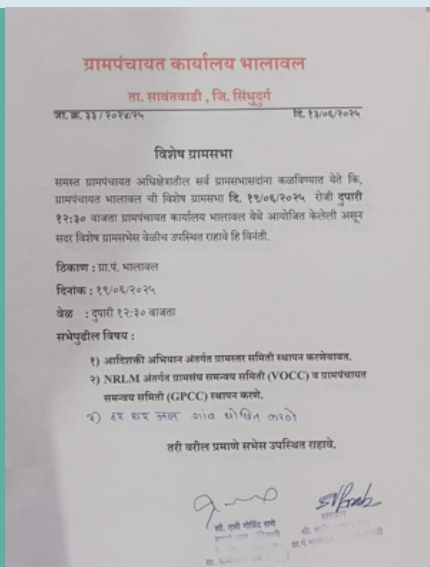 ग्रामपंचायत कार्यालय भालावल
ता. सावंतवाडी , जि. सिंधुदुर्ग
जा. क्र. ३३ / २०२४/२५ दि. १३/०६/२०२५
विशेष ग्रामसभा
समस्त ग्रामपंचायत अधिक्षेत्रातील सर्व ग्रामसभासदांना कळविण्यात येते कि,
ग्रामपंचायत भालावल ची विशेष ग्रामसभा दि. १९/०६/२०२५ रोजी दुपारी
१२:३० वाजता ग्रामपंचायत कार्यालय भालावल येथे आयोजित केलेली असून
सदर विशेष ग्रामसभेस वेळीच उपस्थित राहावे हि विनंती.
ठिकाण : ग्रा.पं. भालावल
दिनांक : १९/०६/२०२५
वेळ : दुपारी १२:३० वाजता
सभेपुढील विषय :
१) आदिशक्ती अभियान अंतर्गत ग्रामस्तर समिती स्थापन करणेबाबत.
२) NRLM अंतर्गत ग्रामसंघ समन्वय समिती (VOCC) व ग्रामपंचायत
समन्वय समिती (GPCC) स्थापन करणे.
३) हर घर जल गांव घोषित करणे
तरी वरील प्रमाणे सभेस उपस्थित राहावे.
गोविंद राणे